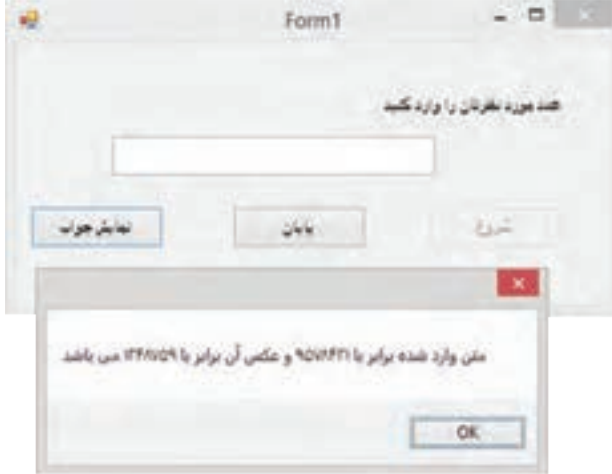 Form1
عدد مورد نظرتان را وارد کنید
شروع
پایان
نمایش جواب
متن وارد شده برابر با ۹۵۷۸۴۳۱ و عکس آن برابر با ۱۳۴۸۷۵۹ می باشد
OK